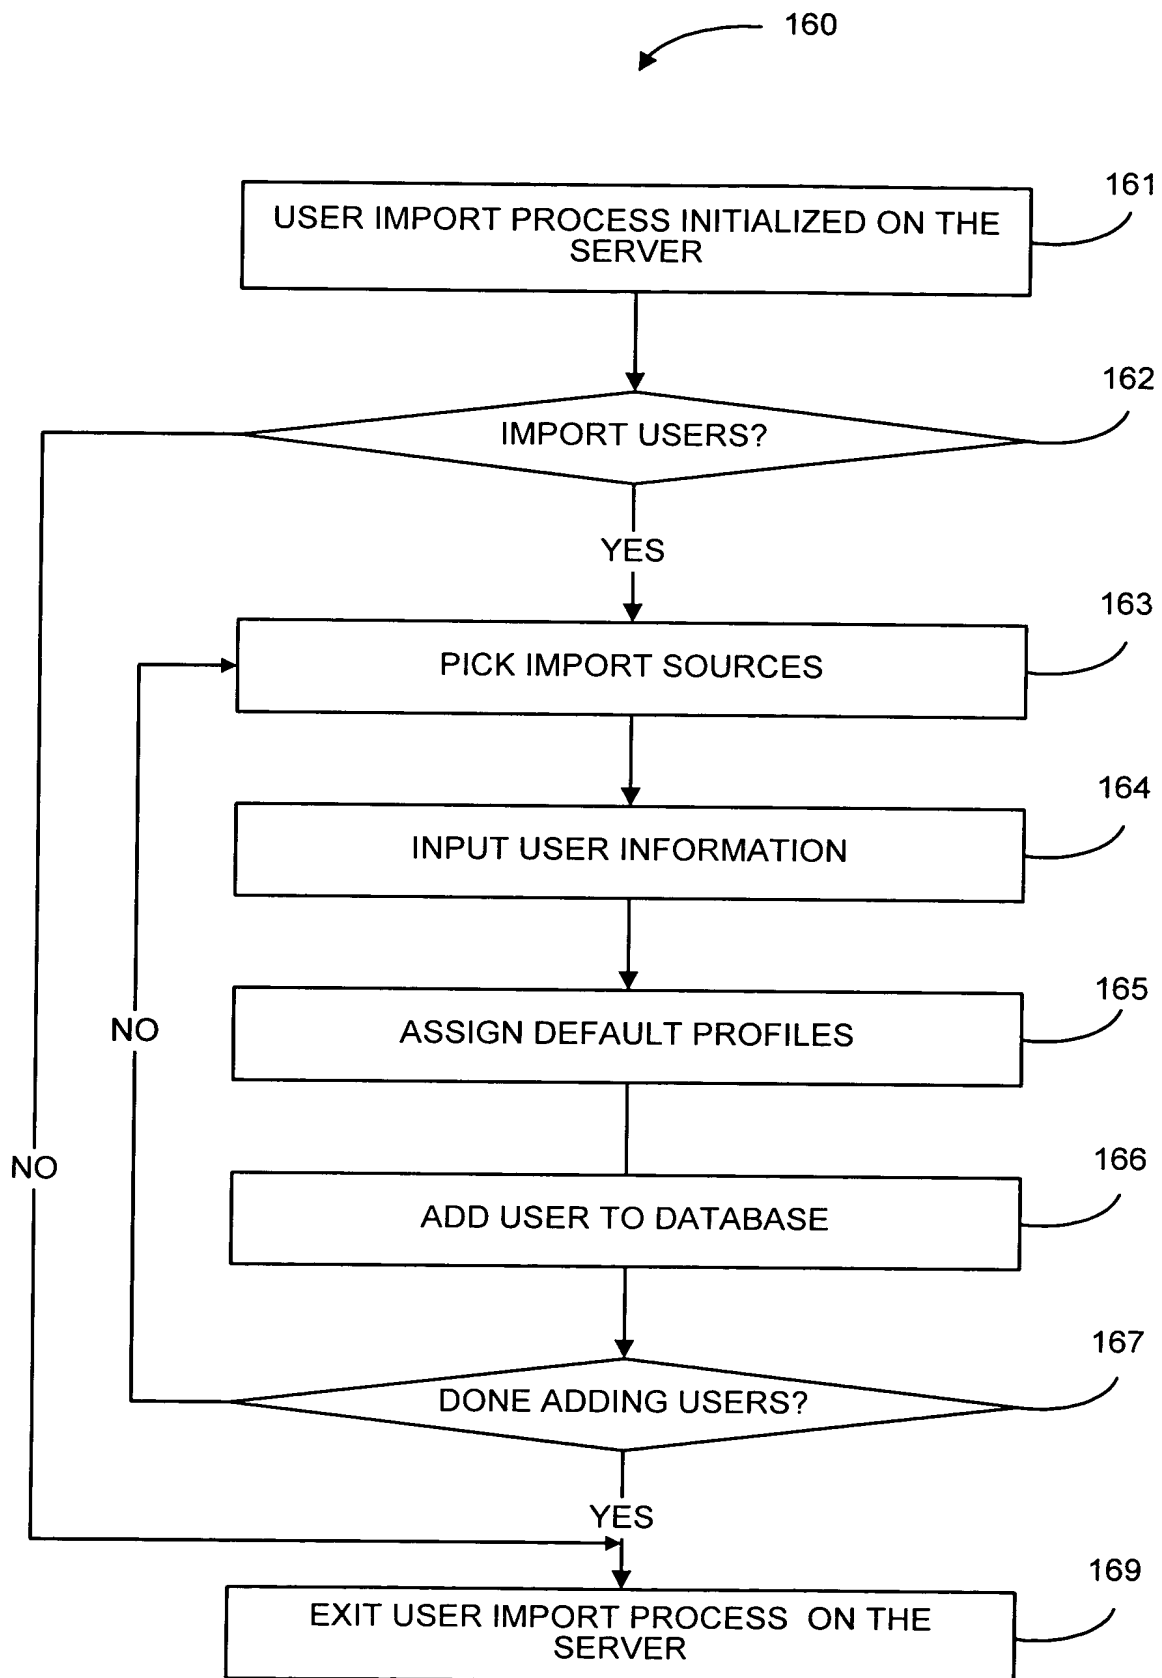 160
161
USER IMPORT PROCESS INITIALIZED ON THE
SERVER
162
IMPORT USERS?
YES
163
PICK IMPORT SOURCES
164
INPUT USER INFORMATION
165
ASSIGN DEFAULT PROFILES
NO
NO
166
ADD USER TO DATABASE
167
DONE ADDING USERS?
YES
169
EXIT USER IMPORT PROCESS ON THE
SERVER